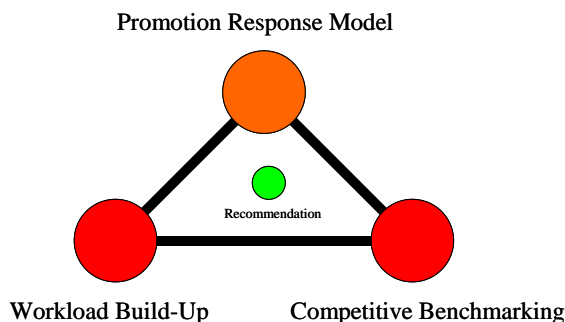 Promotion Response Model
Recommendation
Workload Build-Up
Competitive Benchmarking